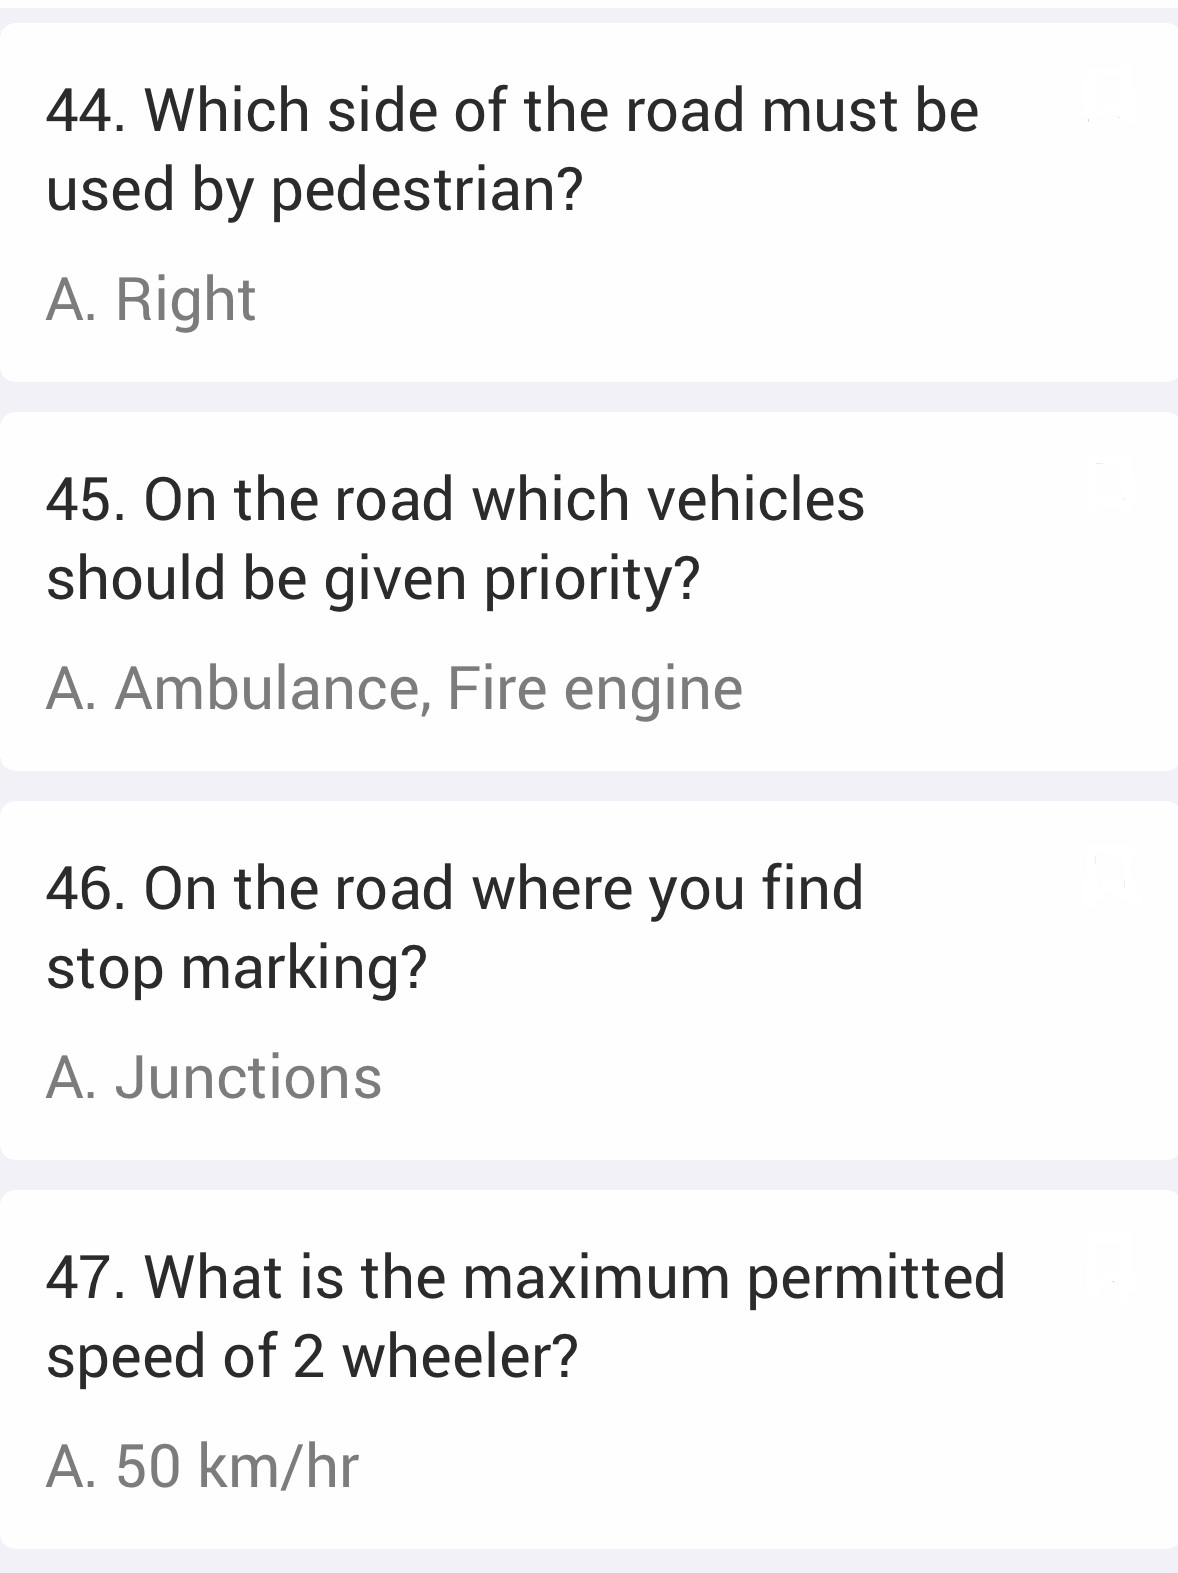 44. Which side of the road must be
used by pedestrian?
A. Right
45. On the road which vehicles
should be given priority?
A. Ambulance, Fire engine
46. On the road where you find
stop marking?
A. Junctions
47. What is the maximum permitted
speed of 2 wheeler?
A. 50 km/hr